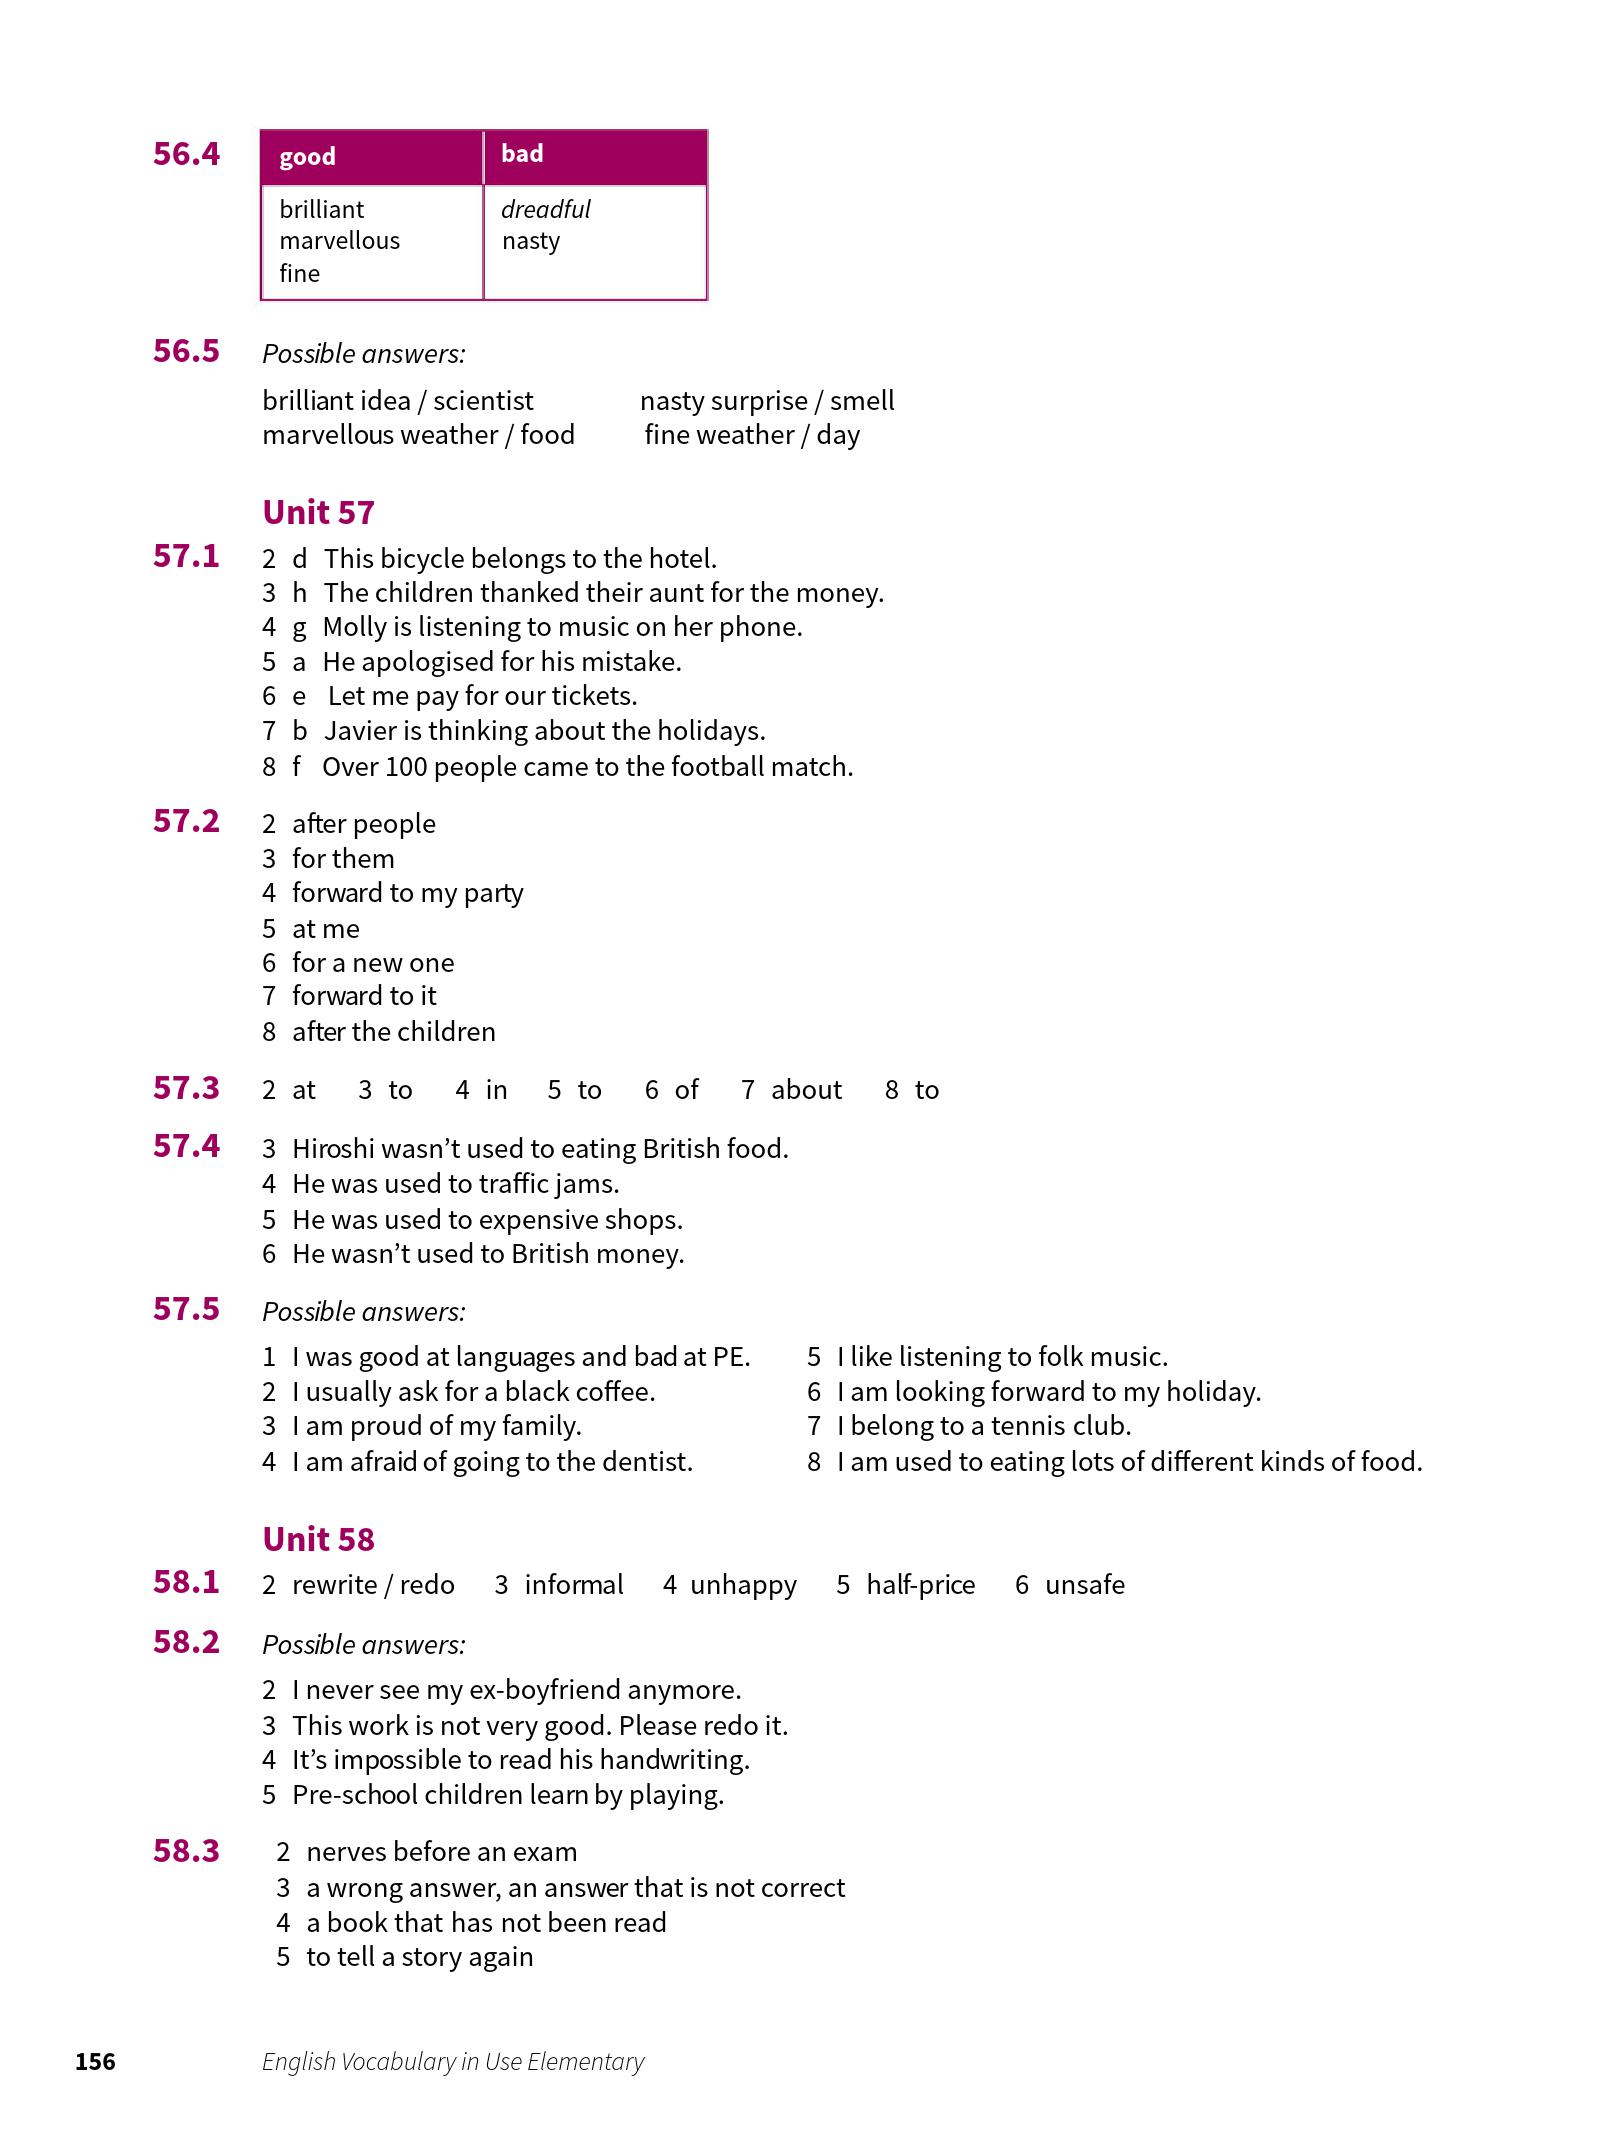 56.4 good bad
brilliant dreadful
marvellous nasty
fine
56.5 Possible answers:
brilliant idea / scientist nasty surprise / smell
marvellous weather / food fine weather / day
Unit 57
57.1 2 d This bicycle belongs to the hotel.
3 h The children thanked their aunt for the money.
4 g Molly is listening to music on her phone.
5 a He apologised for his mistake.
6 e Let me pay for our tickets.
7 b Javier is thinking about the holidays.
8 f Over 100 people came to the football match.
57.2 2 after people
3 for them
4 forward to my party
5 at me
6 for a new one
7 forward to it
8 after the children
57.3 2 at 3 to 4 in 5 to 6 of 7 about 8 to
57.4 3 Hiroshi wasn’t used to eating British food.
4 He was used to traffic jams.
5 He was used to expensive shops.
6 He wasn’t used to British money.
57.5 Possible answers:
1 I was good at languages and bad at PE. 5 I like listening to folk music.
2 I usually ask for a black coffee. 6 I am looking forward to my holiday.
3 I am proud of my family. 7 I belong to a tennis club.
4 I am afraid of going to the dentist. 8 I am used to eating lots of different kinds of food.
Unit 58
58.1 2 rewrite / redo 3 informal 4 unhappy 5 half-price 6 unsafe
58.2 Possible answers:
2 I never see my ex-boyfriend anymore.
3 This work is not very good. Please redo it.
4 It’s impossible to read his handwriting.
5 Pre-school children learn by playing.
58.3 2 nerves before an exam
3 a wrong answer, an answer that is not correct
4 a book that has not been read
5 to tell a story again
156 English Vocabulary in Use Elementary